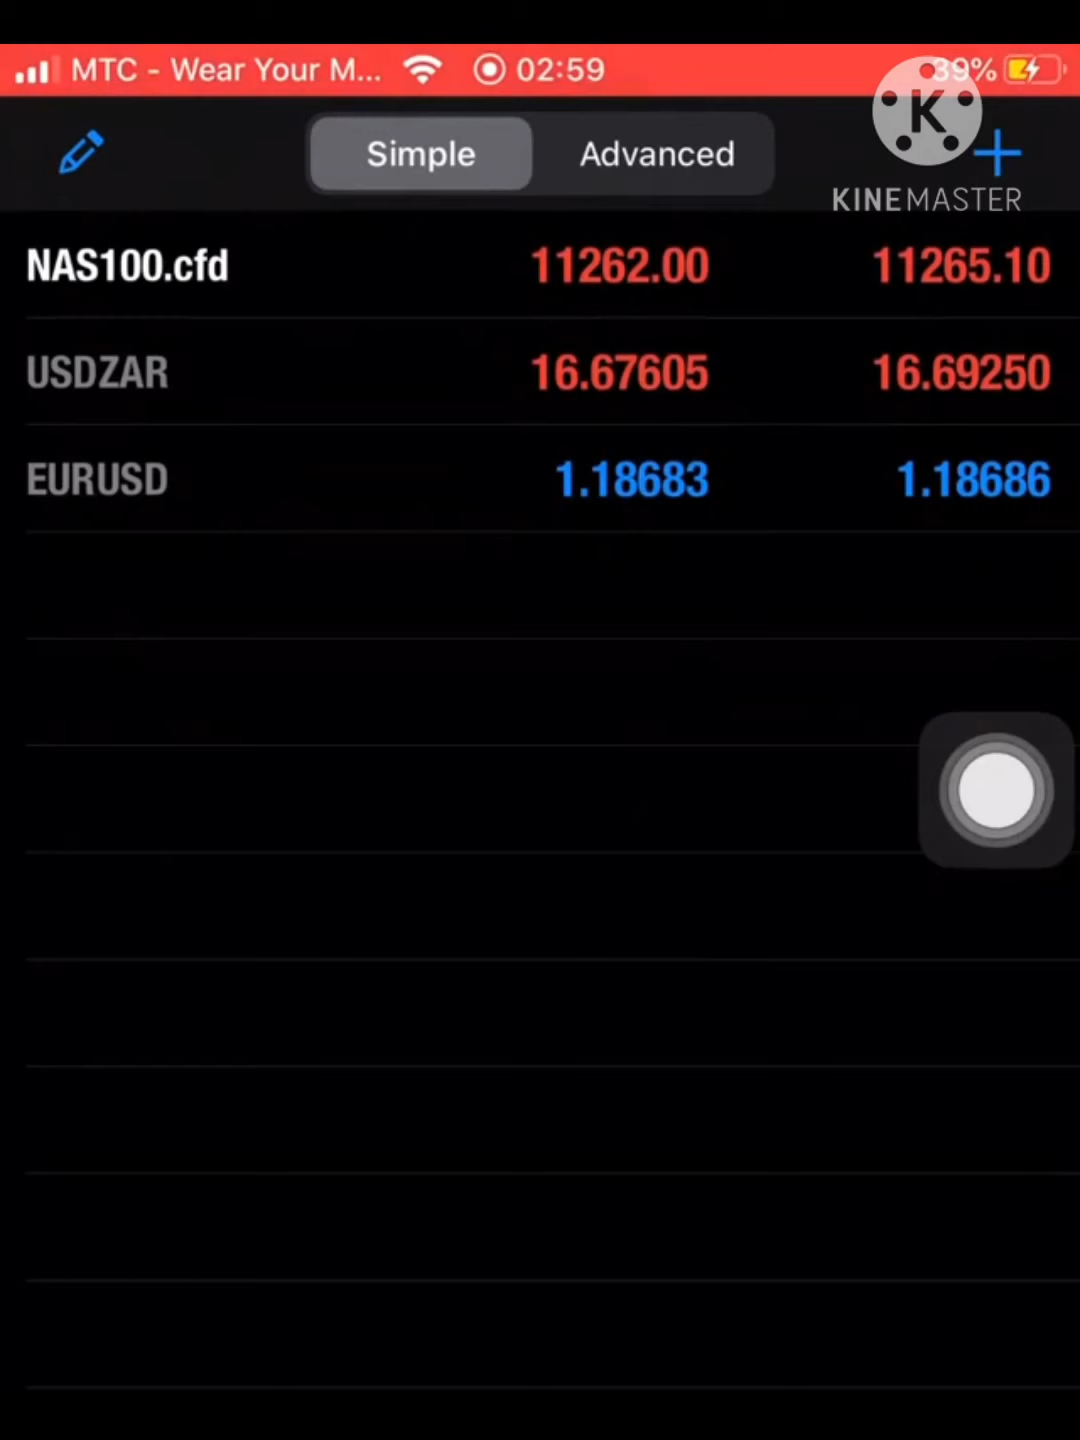 MTC - Wear Your M... 02:59 39%
K
Simple Advanced
KINEMASTER
NAS100.cfd 11262.00 11265.10
USDZAR 16.67605 16.69250
EURUSD 1.18683 1.18686